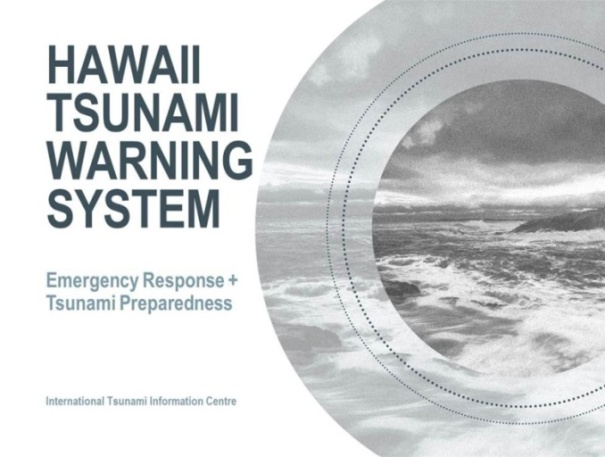 HAWAII
TSUNAMI
WARNING
SYSTEM
Emergency Response +
Tsunami Preparedness
International Tsunami Information Centre